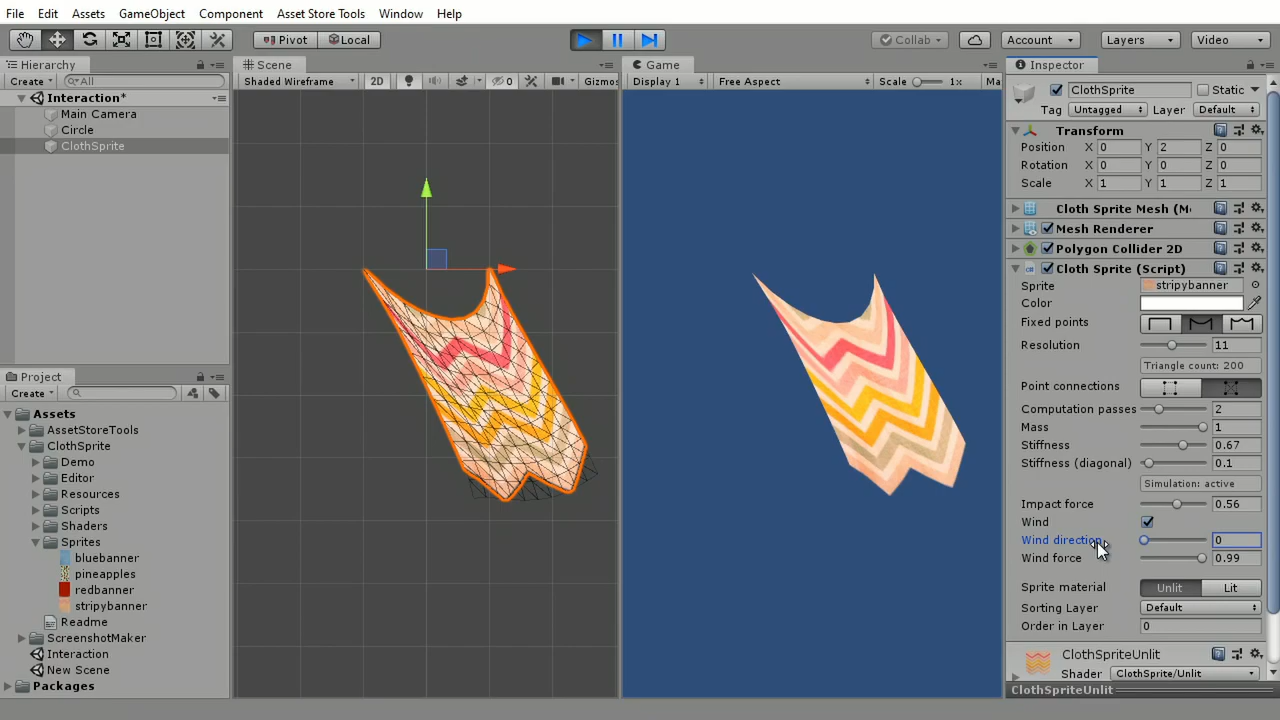 File Edit Assets GameObject Component Asset Store Tools Window Help
Pivot Local Collab Account Layers Video
Hierarchy
Create All
Interaction*
Main Camera
Circle
ClothSprite
Project
Create
Assets
AssetStoreTools
ClothSprite
Demo
Editor
Resources
Scripts
Shaders
Sprites
bluebanner
pineapples
redbanner
stripybanner
Readme
ScreenshotMaker
Interaction
New Scene
Packages
Scene
Shaded Wireframe 2D 0 Gizmos
Game
Display 1 Free Aspect Scale 1x Ma
Inspector
ClothSprite Static
Tag Untagged Layer Default
Transform
Position X 0 Y 2 Z 0
Rotation X 0 Y 0 Z 0
Scale X 1 Y 1 Z 1
Cloth Sprite Mesh (M
Mesh Renderer
Polygon Collider 2D
Cloth Sprite (Script)
Sprite stripybanner
Color
Fixed points
Resolution 11
Triangle count: 200
Point connections
Computation passes 2
Mass 1
Stiffness 0.67
Stiffness (diagonal) 0.1
Simulation: active
Impact force 0.56
Wind
Wind direction 0
Wind force 0.99
Sprite material Unlit Lit
Sorting Layer Default
Order in Layer 0
ClothSpriteUnlit
Shader ClothSprite/Unlit
ClothSpriteUnlit